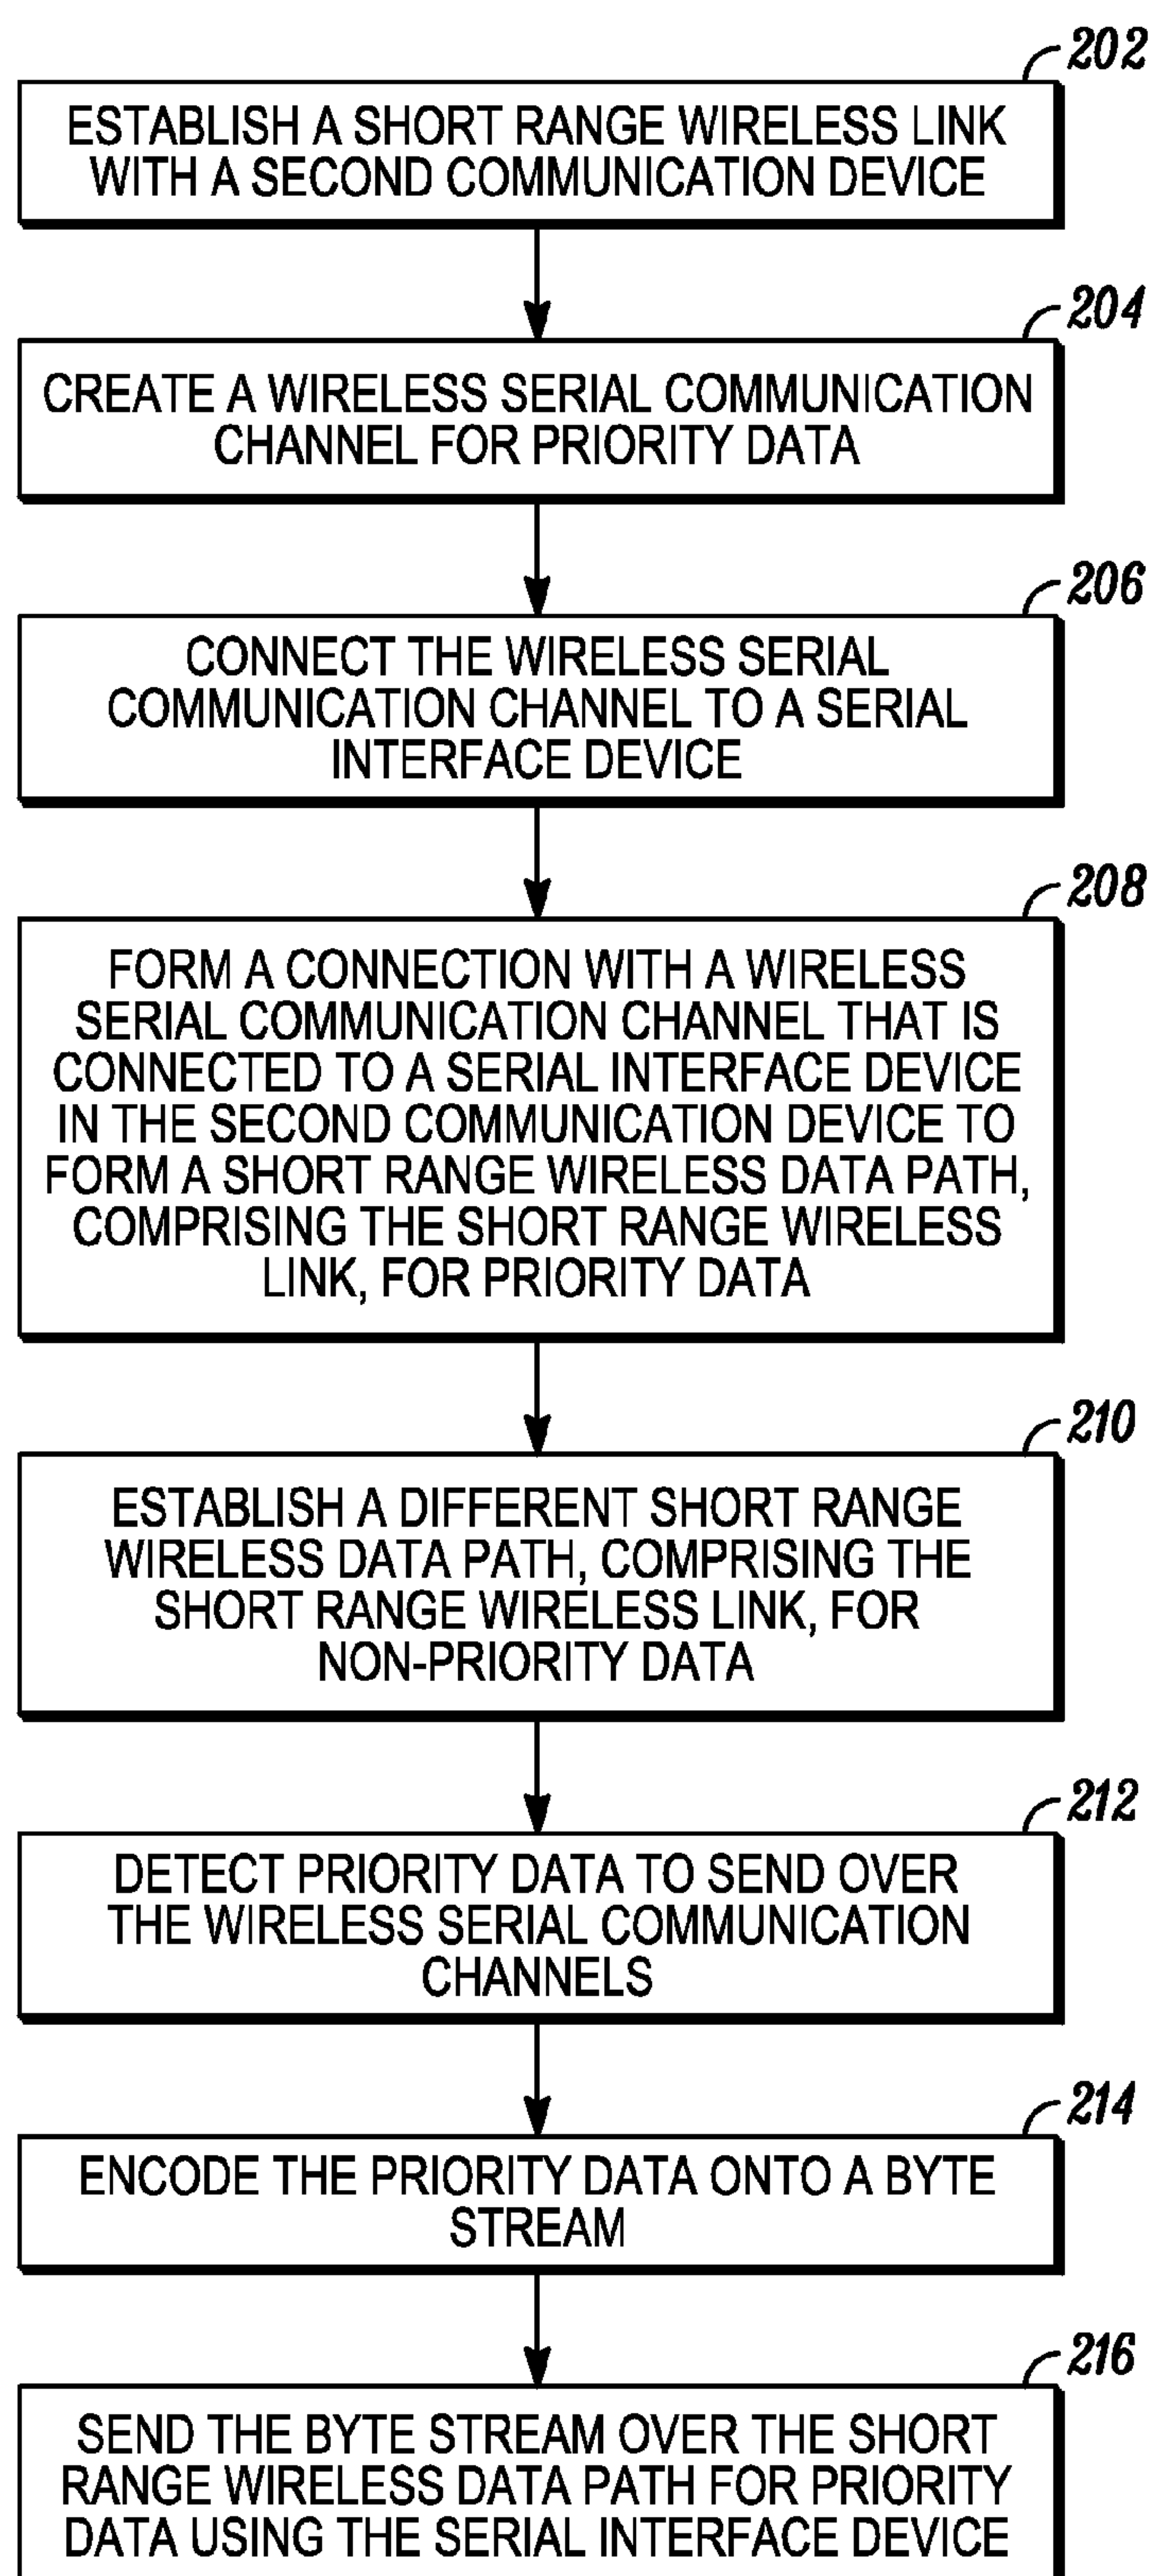 202
ESTABLISH A SHORT RANGE WIRELESS LINK
WITH A SECOND COMMUNICATION DEVICE
204
CREATE A WIRELESS SERIAL COMMUNICATION
CHANNEL FOR PRIORITY DATA
206
CONNECT THE WIRELESS SERIAL
COMMUNICATION CHANNEL TO A SERIAL
INTERFACE DEVICE
208
FORM A CONNECTION WITH A WIRELESS
SERIAL COMMUNICATION CHANNEL THAT IS
CONNECTED TO A SERIAL INTERFACE DEVICE
IN THE SECOND COMMUNICATION DEVICE TO
FORM A SHORT RANGE WIRELESS DATA PATH,
COMPRISING THE SHORT RANGE WIRELESS
LINK, FOR PRIORITY DATA
210
ESTABLISH A DIFFERENT SHORT RANGE
WIRELESS DATA PATH, COMPRISING THE
SHORT RANGE WIRELESS LINK, FOR
NON-PRIORITY DATA
212
DETECT PRIORITY DATA TO SEND OVER
THE WIRELESS SERIAL COMMUNICATION
CHANNELS
214
ENCODE THE PRIORITY DATA ONTO A BYTE
STREAM
216
SEND THE BYTE STREAM OVER THE SHORT
RANGE WIRELESS DATA PATH FOR PRIORITY
DATA USING THE SERIAL INTERFACE DEVICE